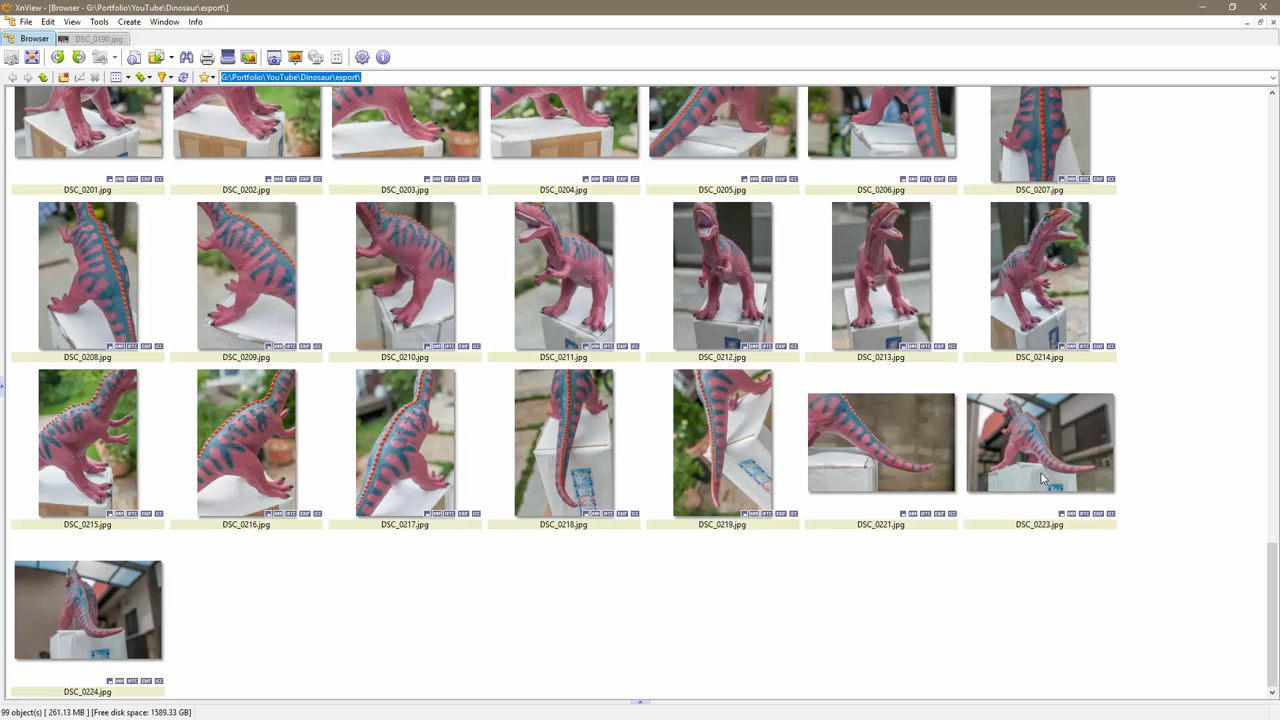 XnView - [Browser - G:\Portfolio\YouTube\Dinosaur\export\]
File Edit View Tools Create Window Info
Browser DSC_0190.jpg
G:\Portfolio\YouTube\Dinosaur\export\
DSC_0201.jpg DSC_0202.jpg DSC_0203.jpg DSC_0204.jpg DSC_0205.jpg DSC_0206.jpg DSC_0207.jpg
DSC_0208.jpg DSC_0209.jpg DSC_0210.jpg DSC_0211.jpg DSC_0212.jpg DSC_0213.jpg DSC_0214.jpg
DSC_0215.jpg DSC_0216.jpg DSC_0217.jpg DSC_0218.jpg DSC_0219.jpg DSC_0221.jpg DSC_0223.jpg
DSC_0224.jpg
99 object(s) [ 261.13 MB ] [Free disk space: 1589.33 GB]